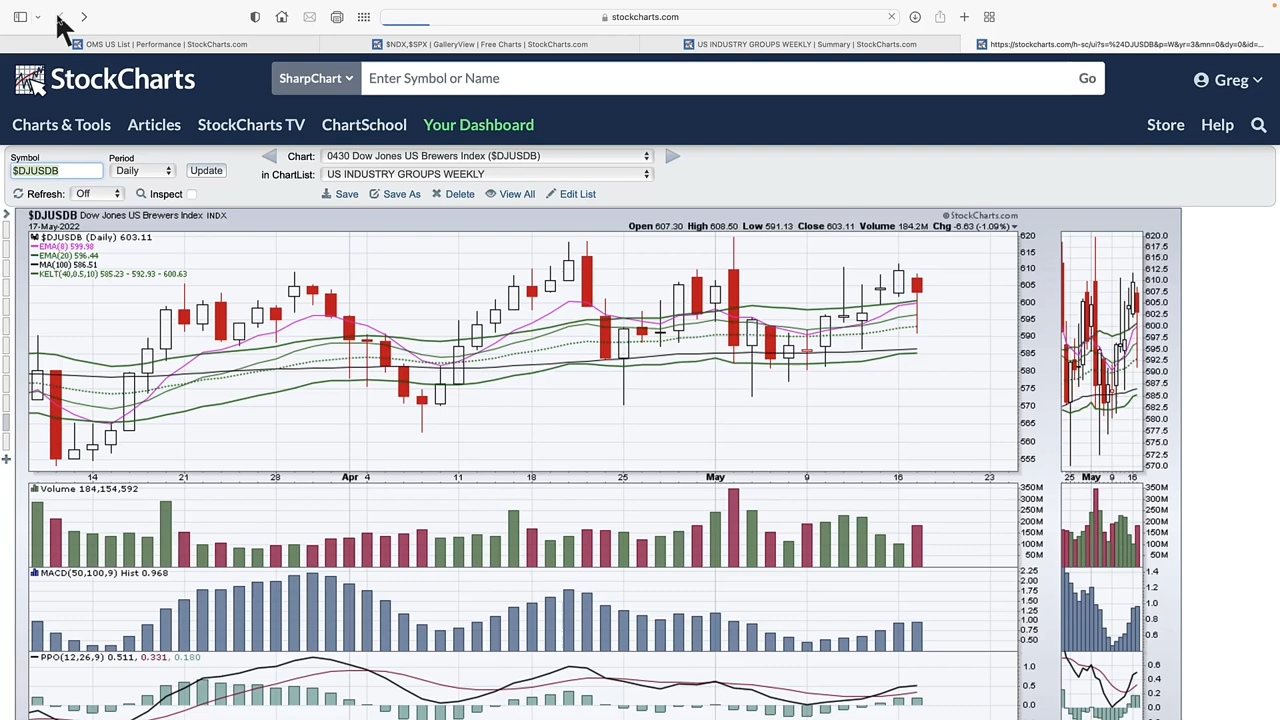 stockcharts.com
OMS US List | Performance | StockCharts.com
$NDX,$SPX | GalleryView | Free Charts | StockCharts.com
US INDUSTRY GROUPS WEEKLY | Summary | StockCharts.com
https://stockcharts.com/h-sc/ui?s=%24DJUSDB&p=W&yr=3&mn=0&dy=0&id=...
StockCharts
SharpChart
Enter Symbol or Name
Go
Greg
Charts & Tools
Articles
StockCharts TV
ChartSchool
Your Dashboard
Store
Help
Symbol
Period
$DJUSDB
Daily
Update
Chart:
0430 Dow Jones US Brewers Index ($DJUSDB)
in ChartList:
US INDUSTRY GROUPS WEEKLY
Refresh:
Off
Inspect
Save
Save As
Delete
View All
Edit List
$DJUSDB Dow Jones US Brewers Index INDX
© StockCharts.com
17-May-2022
Open 607.30 High 608.50 Low 591.13 Close 603.11 Volume 184.2M Chg -6.63 (-1.09%)
$DJUSDB (Daily) 603.11
EMA(8) 599.98
EMA(20) 596.44
MA(100) 586.51
KELT(40,0.5,10) 585.23 - 592.93 - 600.63
620
615
610
605
600
595
590
585
580
575
570
565
560
555
620.0
617.5
615.0
612.5
610.0
607.5
605.0
602.5
600.0
597.5
595.0
592.5
590.0
587.5
585.0
582.5
580.0
577.5
575.0
572.5
570.0
14
21
28
Apr
4
11
18
25
May
9
16
23
25
May
9
16
Volume 184,154,592
350M
300M
250M
200M
150M
100M
50M
350M
300M
250M
200M
150M
100M
50M
MACD(50,100,9) Hist 0.968
2.25
2.00
1.75
1.50
1.25
1.00
0.75
0.50
1.4
1.2
1.0
0.8
0.6
PPO(12,26,9) 0.511, 0.331, 0.180
1.0
0.5
0.0
0.6
0.4
0.2
0.0